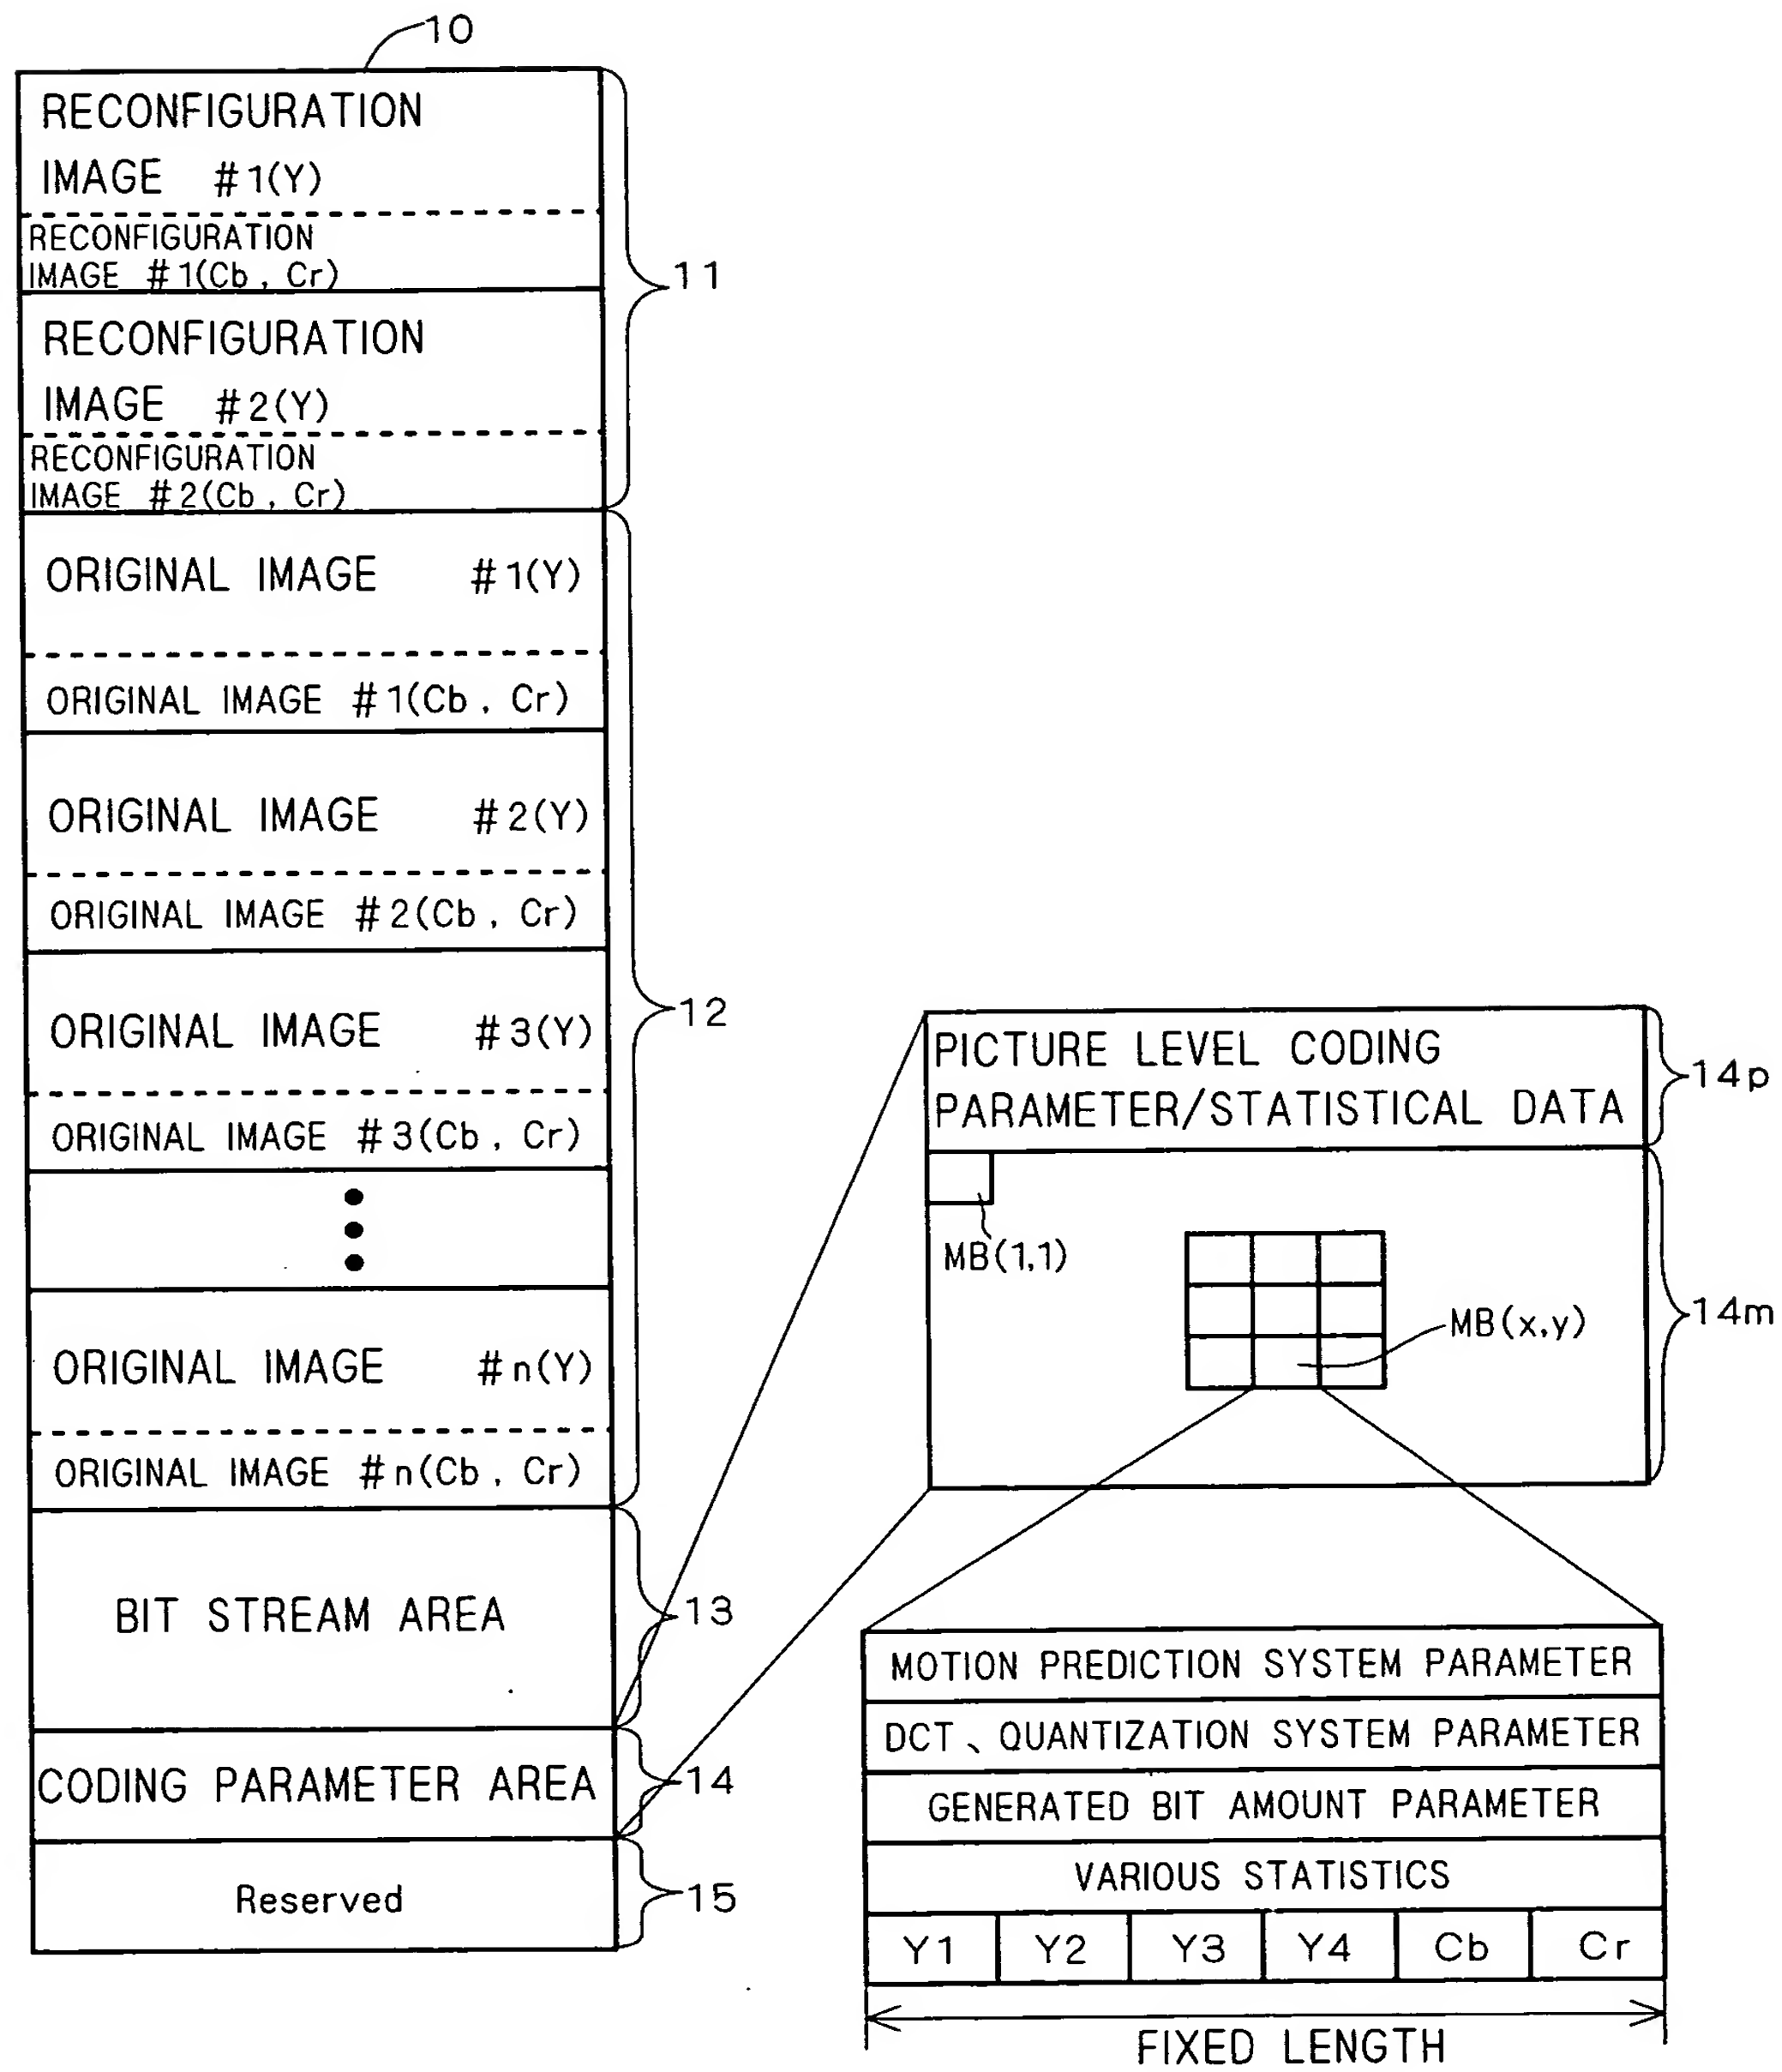 10
RECONFIGURATION
IMAGE #1(Y)
RECONFIGURATION
IMAGE #1(Cb, Cr)
RECONFIGURATION
IMAGE #2(Y)
RECONFIGURATION
IMAGE #2(Cb, Cr)
11
ORIGINAL IMAGE #1(Y)
ORIGINAL IMAGE #1(Cb, Cr)
ORIGINAL IMAGE #2(Y)
ORIGINAL IMAGE #2(Cb, Cr)
ORIGINAL IMAGE #3(Y)
ORIGINAL IMAGE #3(Cb, Cr)
ORIGINAL IMAGE #n(Y)
ORIGINAL IMAGE #n(Cb, Cr)
12
BIT STREAM AREA
13
CODING PARAMETER AREA
14
Reserved
15
PICTURE LEVEL CODING
PARAMETER/STATISTICAL DATA
14p
MB(1,1)
MB(x,y)
14m
MOTION PREDICTION SYSTEM PARAMETER
DCT、QUANTIZATION SYSTEM PARAMETER
GENERATED BIT AMOUNT PARAMETER
VARIOUS STATISTICS
Y1 Y2 Y3 Y4 Cb Cr
FIXED LENGTH